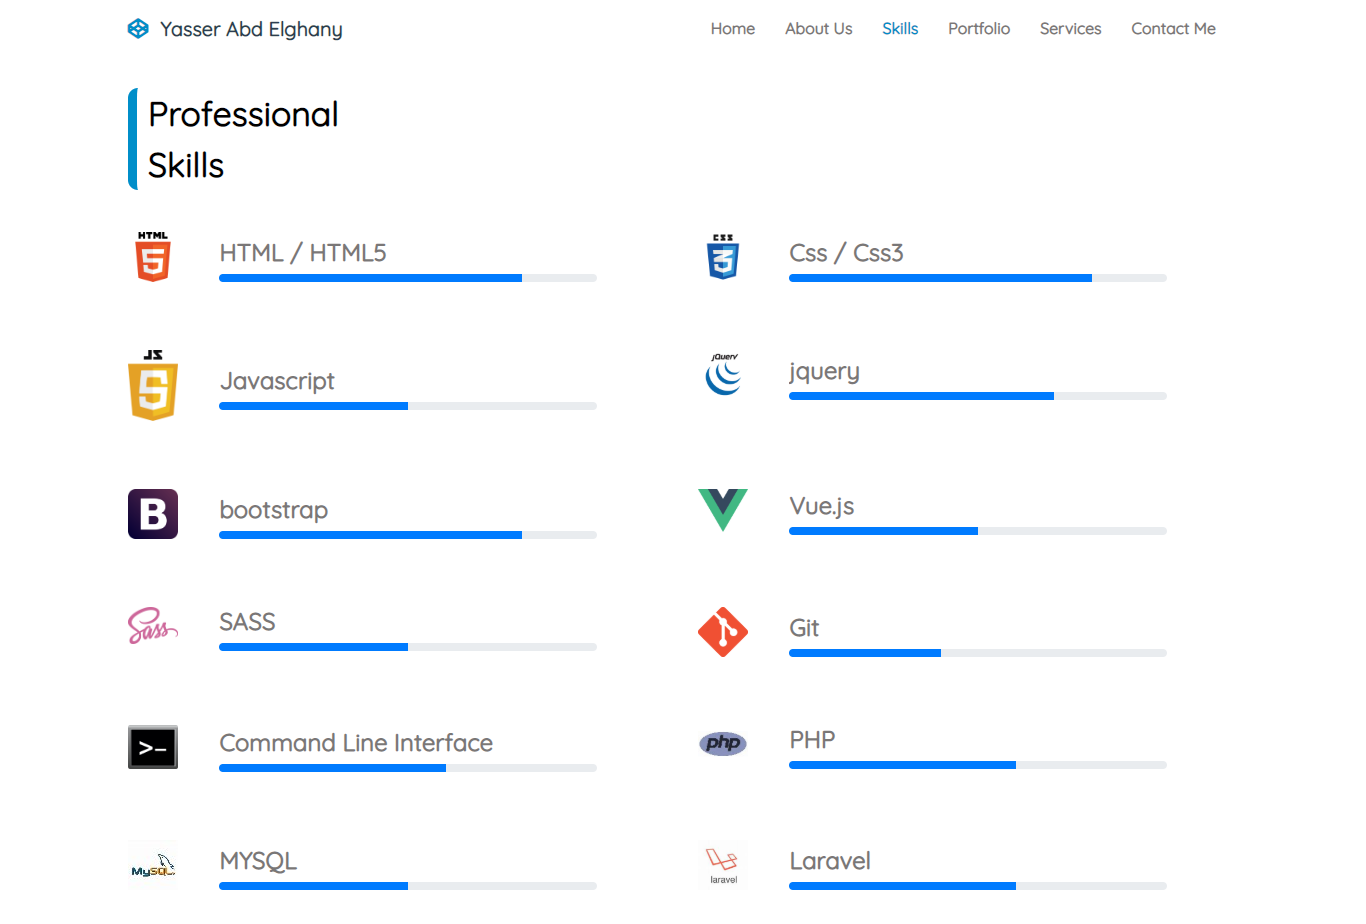 Yasser Abd Elghany
Home About Us Skills Portfolio Services Contact Me
Professional
Skills
HTML
5
HTML / HTML5
CSS
3
Css / Css3
JS
Javascript
jQuery
jquery
B
bootstrap
Vue.js
Sass
SASS
Git
>-
Command Line Interface
php
PHP
MySQL
MYSQL
laravel
Laravel